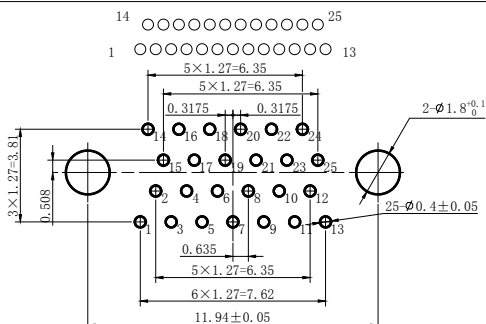 14 25
1 13
5×1.27=6.35
5×1.27=6.35
0.3175 0.3175
2-Ø1.8+0.1 0
14 16 18 20 22 24
3×1.27=3.81
15 17 19 21 23 25
0.508
2 4 6 8 10 12
25-Ø0.4±0.05
1 3 5 7 9 11 13
0.635
5×1.27=6.35
6×1.27=7.62
11.94±0.05